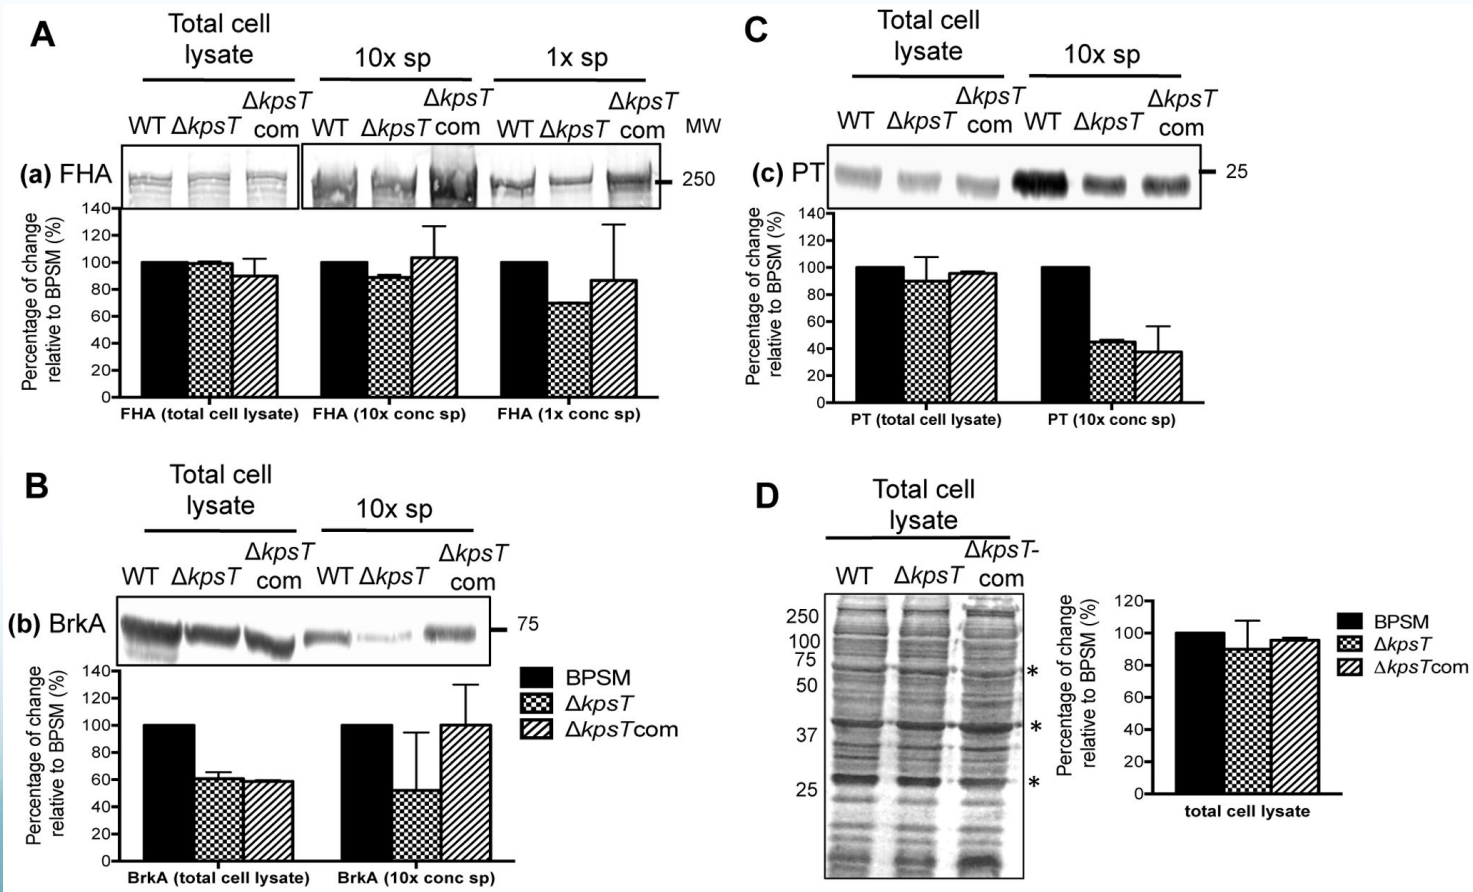 A
Total cell
lysate
10x sp
1x sp
WT ΔkpsT ΔkpsT com
WT ΔkpsT ΔkpsT com
WT ΔkpsT ΔkpsT com
MW
(a) FHA
250
Percentage of change
relative to BPSM (%)
140
120
100
80
60
40
20
0
FHA (total cell lysate)
FHA (10x conc sp)
FHA (1x conc sp)
C
Total cell
lysate
10x sp
WT ΔkpsT ΔkpsT com
WT ΔkpsT ΔkpsT com
(c) PT
25
Percentage of change
relative to BPSM (%)
140
120
100
80
60
40
20
0
PT (total cell lysate)
PT (10x conc sp)
B
Total cell
lysate
10x sp
WT ΔkpsT ΔkpsT com
WT ΔkpsT ΔkpsT com
(b) BrkA
75
Percentage of change
relative to BPSM (%)
140
120
100
80
60
40
20
0
BrkA (total cell lysate)
BrkA (10x conc sp)
BPSM
ΔkpsT
ΔkpsTcom
D
Total cell
lysate
WT ΔkpsT ΔkpsT-com
250
100
75
50
37
25
*
*
*
Percentage of change
relative to BPSM (%)
120
100
80
60
40
20
0
total cell lysate
BPSM
ΔkpsT
ΔkpsTcom